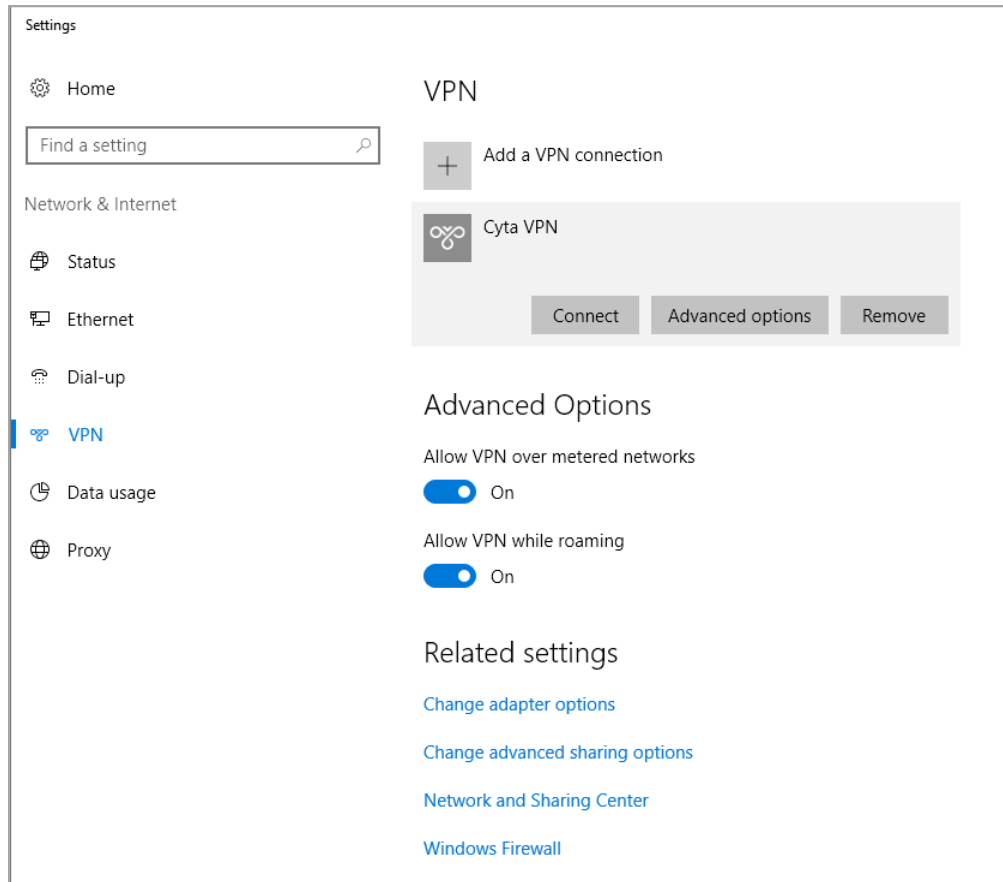 Settings
Home
Find a setting
Network & Internet
Status
Ethernet
Dial-up
VPN
Data usage
Proxy
VPN
Add a VPN connection
Cyta VPN
Connect Advanced options Remove
Advanced Options
Allow VPN over metered networks
On
Allow VPN while roaming
On
Related settings
Change adapter options
Change advanced sharing options
Network and Sharing Center
Windows Firewall